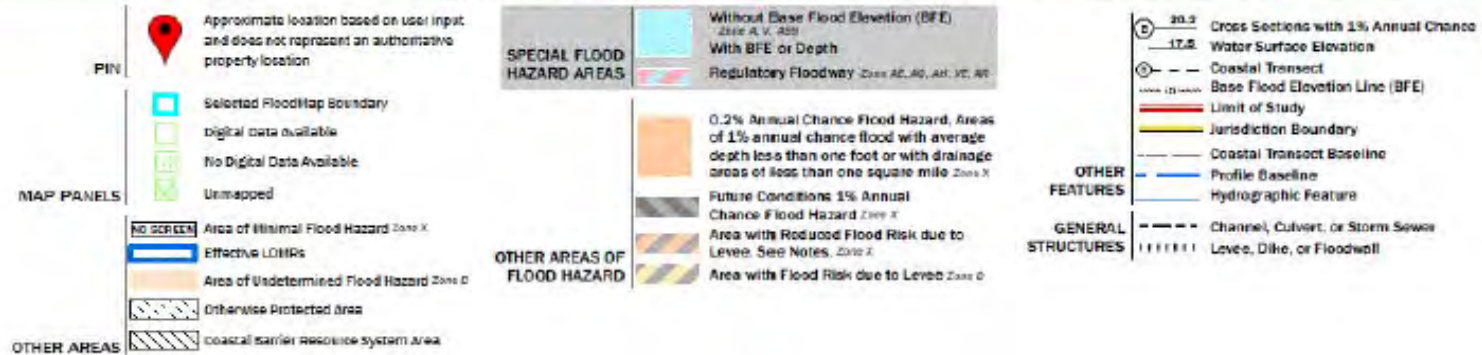 PIN
Approximate location based on user input
and does not represent an authoritative
property location
MAP PANELS
Selected FloodMap Boundary
Digital Data Available
No Digital Data Available
Unmapped
OTHER AREAS
NO SCREEN Area of Minimal Flood Hazard Zone X
Effective LOMRs
Area of Undetermined Flood Hazard Zone D
Otherwise Protected Area
Coastal Barrier Resource System Area
SPECIAL FLOOD
HAZARD AREAS
Without Base Flood Elevation (BFE)
Zone A, V, A99
With BFE or Depth
Regulatory Floodway Zone AE, AO, AH, VE, AR
OTHER AREAS OF
FLOOD HAZARD
0.2% Annual Chance Flood Hazard, Areas
of 1% annual chance flood with average
depth less than one foot or with drainage
areas of less than one square mile Zone X
Future Conditions 1% Annual
Chance Flood Hazard Zone X
Area with Reduced Flood Risk due to
Levee. See Notes. Zone X
Area with Flood Risk due to Levee Zone D
OTHER
FEATURES
20.2 Cross Sections with 1% Annual Chance
17.5 Water Surface Elevation
Coastal Transect
Base Flood Elevation Line (BFE)
Limit of Study
Jurisdiction Boundary
Coastal Transect Baseline
Profile Baseline
Hydrographic Feature
GENERAL
STRUCTURES
Channel, Culvert, or Storm Sewer
Levee, Dike, or Floodwall